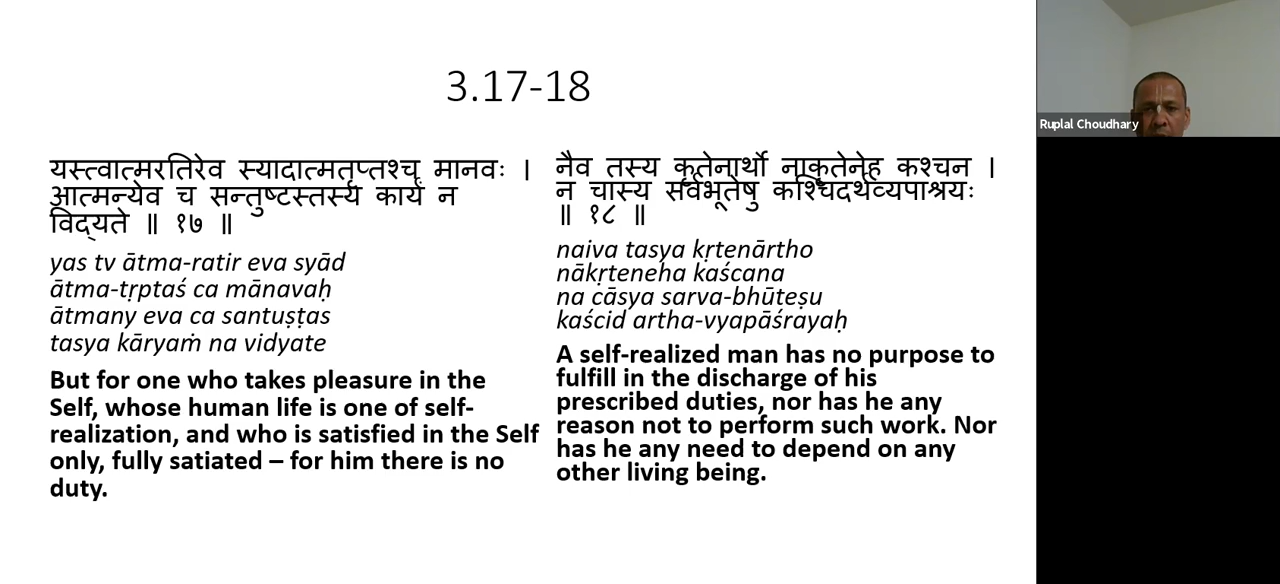 3.17-18
यस्त्वात्मरतिरेव स्यादात्मतृप्तश्च मानवः ।
आत्मन्येव च सन्तुष्टस्तस्य कार्यं न
विद्यते ॥ १७ ॥
yas tv ātma-ratir eva syād
ātma-tṛptaś ca mānavaḥ
ātmany eva ca santuṣṭas
tasya kāryaṁ na vidyate
But for one who takes pleasure in the
Self, whose human life is one of self-
realization, and who is satisfied in the Self
only, fully satiated – for him there is no
duty.
नैव तस्य कृतेनार्थो नाकृतेनेह कश्चन ।
न चास्य सर्वभूतेषु कश्चिदर्थव्यपाश्रयः
॥ १८ ॥
naiva tasya kṛtenārtho
nākṛteneha kaścana
na cāsya sarva-bhūteṣu
kaścid artha-vyapāśrayaḥ
A self-realized man has no purpose to
fulfill in the discharge of his
prescribed duties, nor has he any
reason not to perform such work. Nor
has he any need to depend on any
other living being.
Ruplal Choudhary